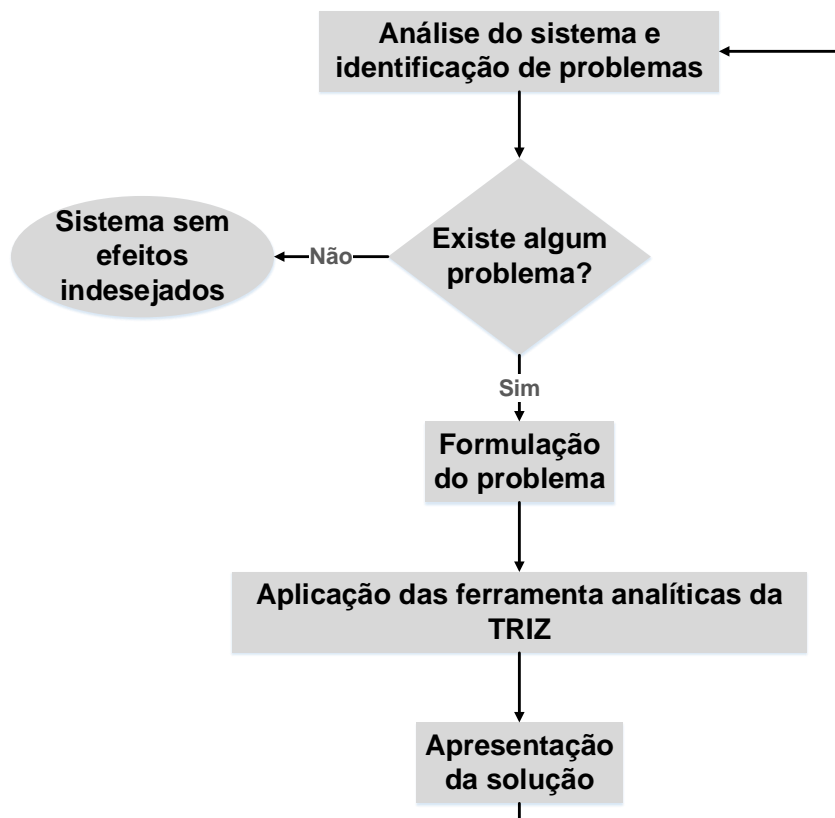 Análise do sistema e
identificação de problemas
Existe algum
problema?
Não
Sistema sem
efeitos
indesejados
Sim
Formulação
do problema
Aplicação das ferramenta analíticas da
TRIZ
Apresentação
da solução